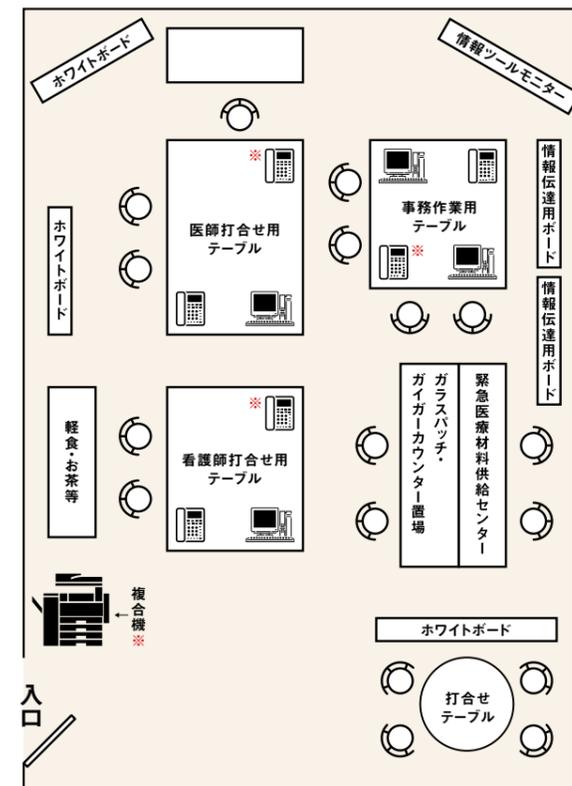 ホワイトボード
情報ツールモニター
※
医師打合せ用
テーブル
事務作業用
テーブル
※
情報伝達用ボード
ホワイトボード
情報伝達用ボード
軽食・お茶等
※
看護師打合せ用
テーブル
ガラスパッチ・
ガイガーカウンター置場
緊急医療材料供給センター
←複合機※
ホワイトボード
打合せ
テーブル
入口